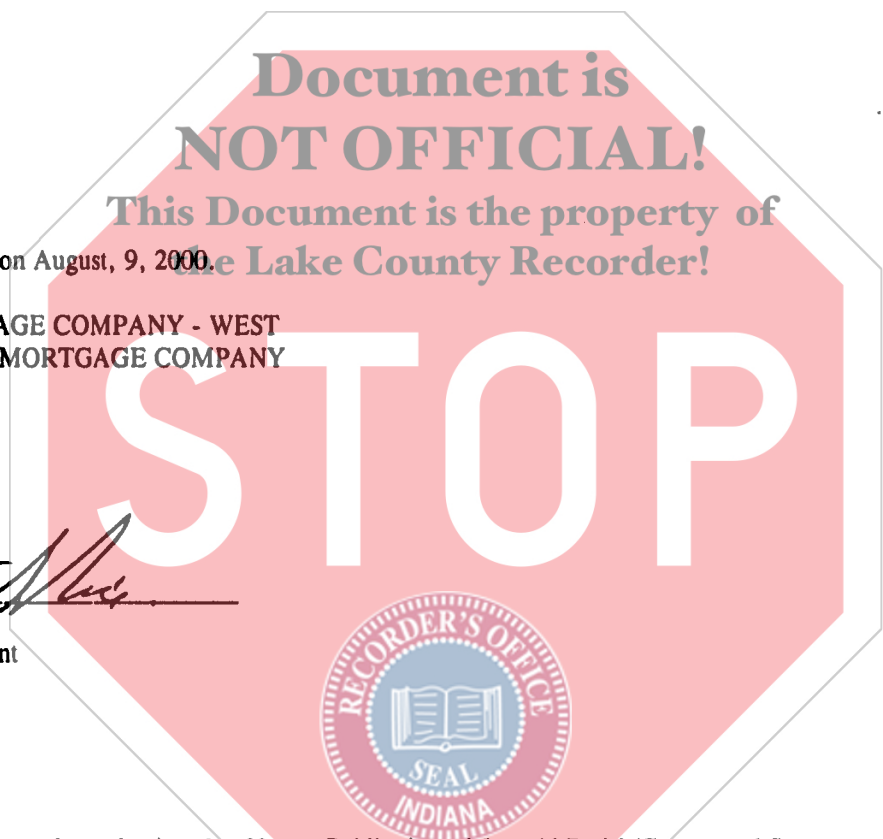 Document is
NOT OFFICIAL!
This Document is the property of
the Lake County Recorder!
on August, 9, 2000.
AGE COMPANY - WEST
MORTGAGE COMPANY
STOP
nt
RECORDER'S OFFICE
SEAL
INDIANA